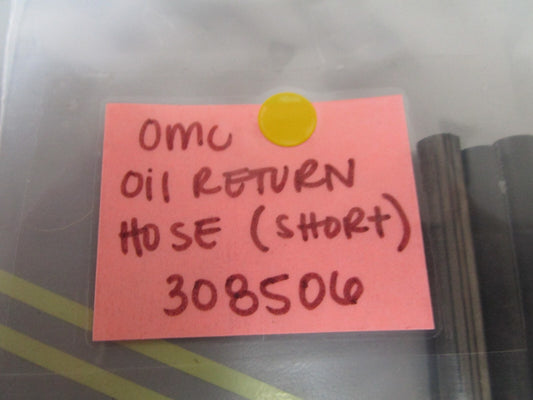 OMC
Oil RETURN
HOSE (SHORt)
308506